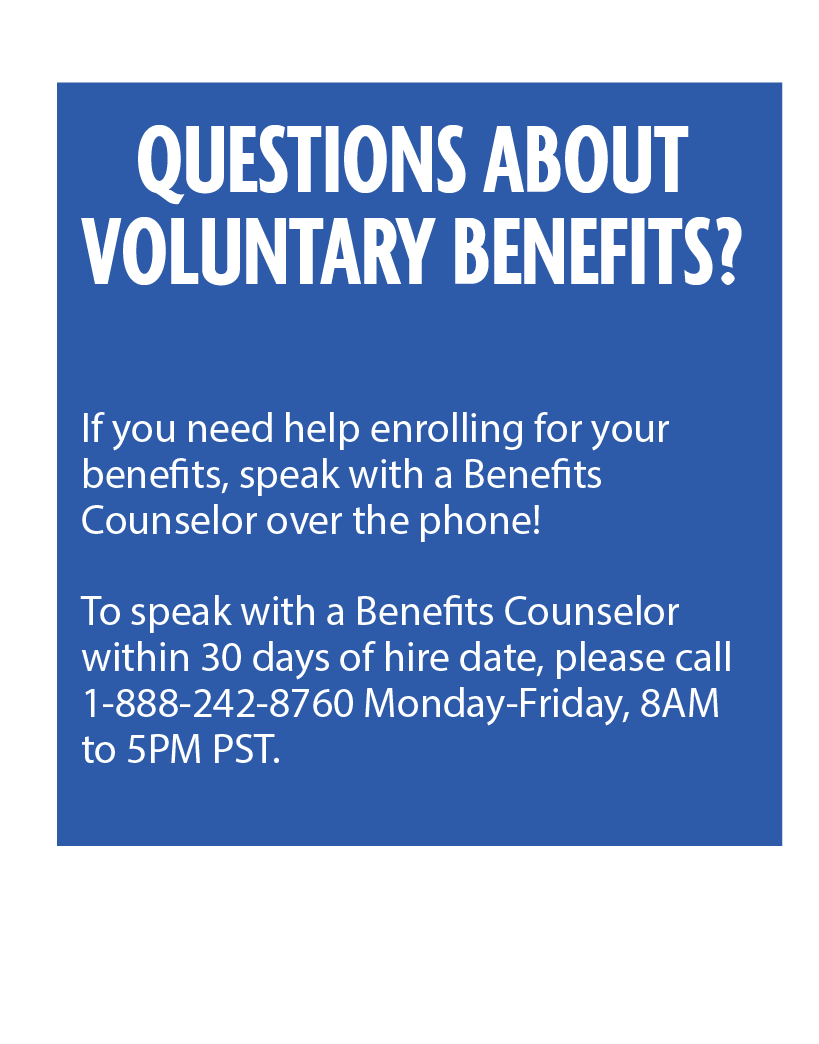 QUESTIONS ABOUT
VOLUNTARY BENEFITS?
If you need help enrolling for your
benefits, speak with a Benefits
Counselor over the phone!
To speak with a Benefits Counselor
within 30 days of hire date, please call
1-888-242-8760 Monday-Friday, 8AM
to 5PM PST.